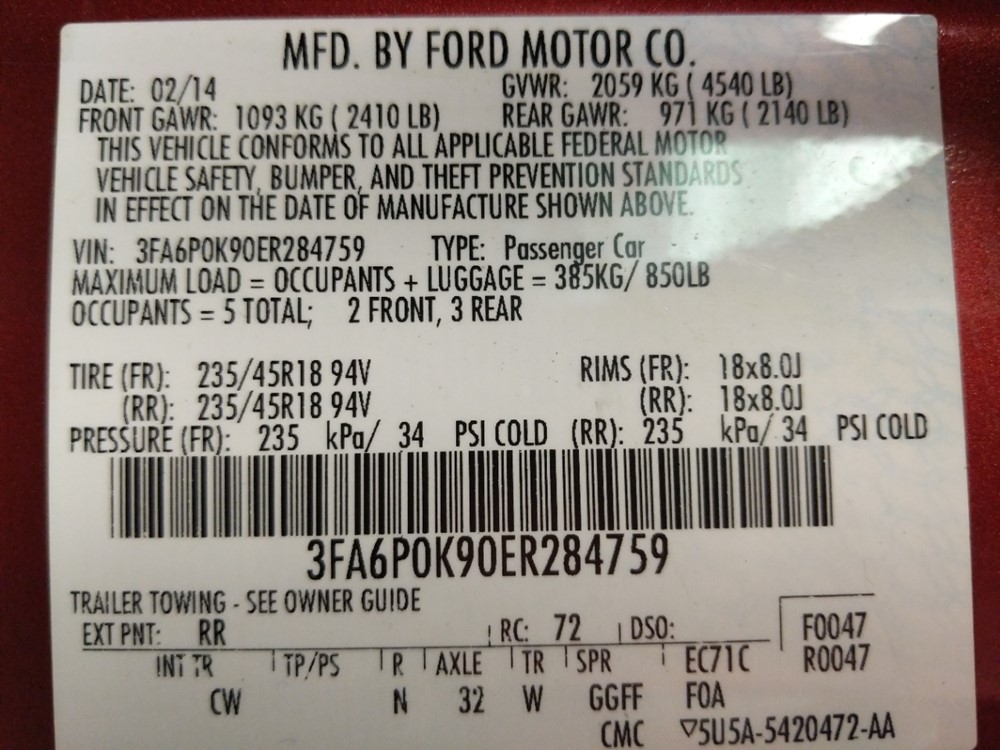 MFD. BY FORD MOTOR CO.
DATE: 02/14 GVWR: 2059 KG ( 4540 LB)
FRONT GAWR: 1093 KG ( 2410 LB) REAR GAWR: 971 KG ( 2140 LB)
THIS VEHICLE CONFORMS TO ALL APPLICABLE FEDERAL MOTOR
VEHICLE SAFETY, BUMPER, AND THEFT PREVENTION STANDARDS
IN EFFECT ON THE DATE OF MANUFACTURE SHOWN ABOVE.
VIN: 3FA6P0K90ER284759 TYPE: Passenger Car
MAXIMUM LOAD = OCCUPANTS + LUGGAGE = 385KG/ 850LB
OCCUPANTS = 5 TOTAL; 2 FRONT, 3 REAR
TIRE (FR): 235/45R18 94V RIMS (FR): 18x8.0J
(RR): 235/45R18 94V (RR): 18x8.0J
PRESSURE (FR): 235 kPa/ 34 PSI COLD (RR): 235 kPa/ 34 PSI COLD
3FA6P0K90ER284759
TRAILER TOWING - SEE OWNER GUIDE
EXT PNT: RR RC: 72 DSO: F0047
INT TR TP/PS R AXLE TR SPR EC71C R0047
CW N 32 W GGFF FOA
CMC ▽5U5A-5420472-AA